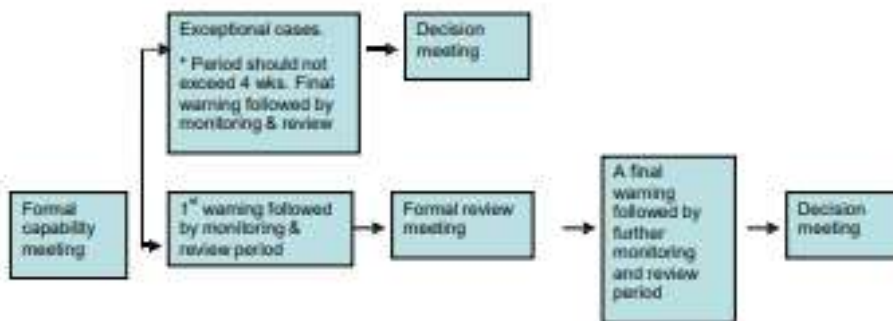 Exceptional cases.
* Period should not
exceed 4 wks. Final
warning followed by
monitoring & review
Decision
meeting
Formal
capability
meeting
1st warning followed
by monitoring &
review period
Formal review
meeting
A final
warning
followed by
further
monitoring
and review
period
Decision
meeting